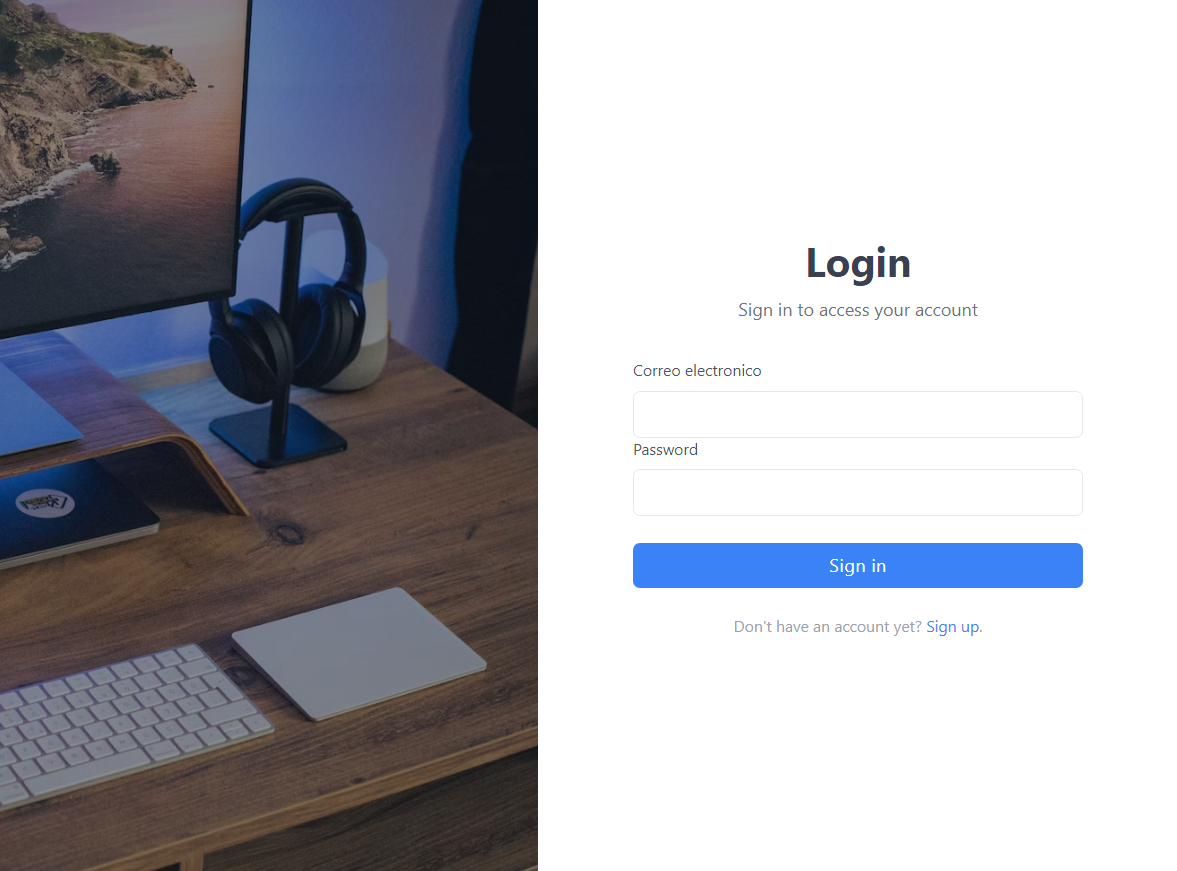 Login
Sign in to access your account
Correo electronico
Password
Sign in
Don't have an account yet? Sign up.